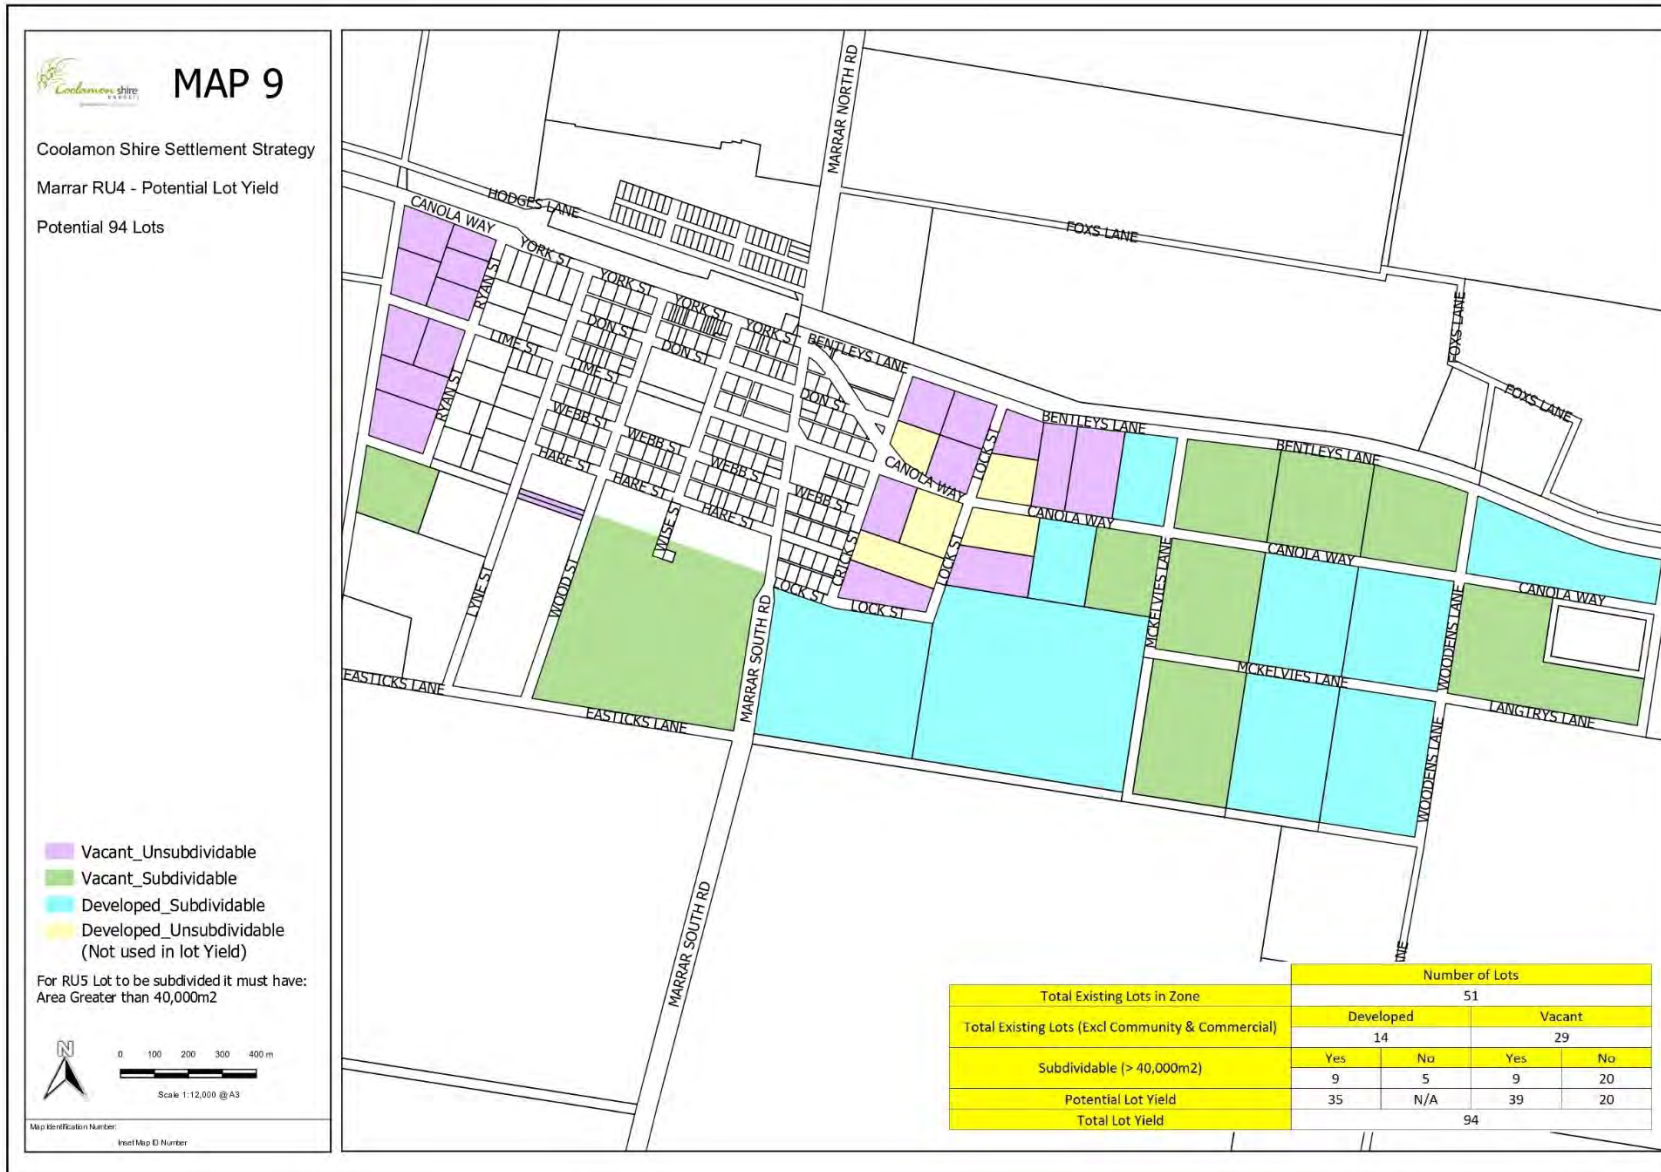 Coolamon shire
MAP 9
Coolamon Shire Settlement Strategy
Marrar RU4 - Potential Lot Yield
Potential 94 Lots
Vacant_Unsubdividable
Vacant_Subdividable
Developed_Subdividable
Developed_Unsubdividable
(Not used in lot Yield)
For RU5 Lot to be subdivided it must have:
Area Greater than 40,000m2
N
0 100 200 300 400 m
Scale 1:12,000 @ A3
Map Identification Number:
Inset Map ID Number
MARRAR NORTH RD
HODGES LANE
CANOLA WAY
FOXS LANE
YORK ST
YORK ST
YORK ST
YORK ST
RYAN ST
LIME ST
DON ST
DON ST
DON ST
LIME ST
RYAN ST
WEBB ST
WEBB ST
WEBB ST
WEBB ST
HARE ST
HARE ST
HARE ST
WISE S
BENTLEYS LANE
BENTLEYS LANE
BENTLEYS LANE
FOXS LANE
FOXS LANE
LOCK ST
CANOLA WAY
CANOLA WAY
CANOLA WAY
CANOLA WAY
CRICK ST
LOCK ST
LOCK ST
LOCK ST
LYNE ST
WOOD ST
MCKELVIES LANE
MCKELVIES LANE
WOODENS LANE
WOODENS LANE
LANGTRYS LANE
EASTICKS LANE
EASTICKS LANE
MARRAR SOUTH RD
MARRAR SOUTH RD
NE
Number of Lots
Total Existing Lots in Zone 51
Total Existing Lots (Excl Community & Commercial) Developed Vacant
14 29
Subdividable (> 40,000m2) Yes No Yes No
9 5 9 20
Potential Lot Yield 35 N/A 39 20
Total Lot Yield 94